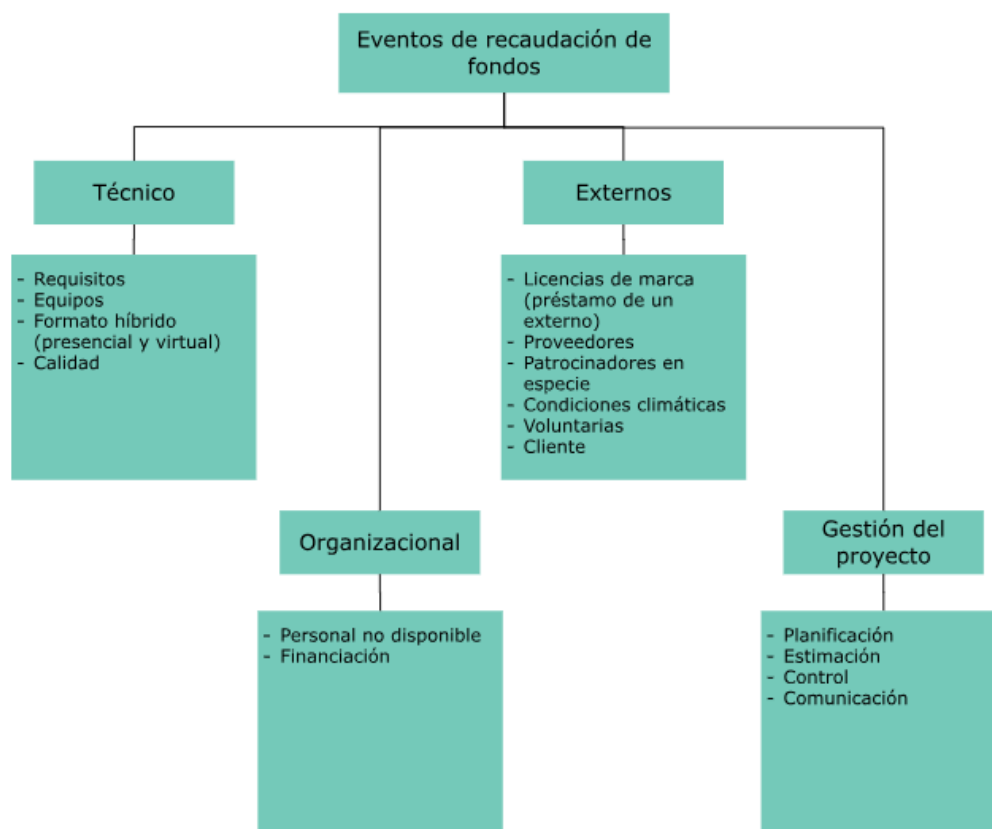 Eventos de recaudación de
fondos
Técnico
- Requisitos
- Equipos
- Formato híbrido
(presencial y virtual)
- Calidad
Externos
- Licencias de marca
(préstamo de un
externo)
- Proveedores
- Patrocinadores en
especie
- Condiciones climáticas
- Voluntarias
- Cliente
Organizacional
- Personal no disponible
- Financiación
Gestión del
proyecto
- Planificación
- Estimación
- Control
- Comunicación